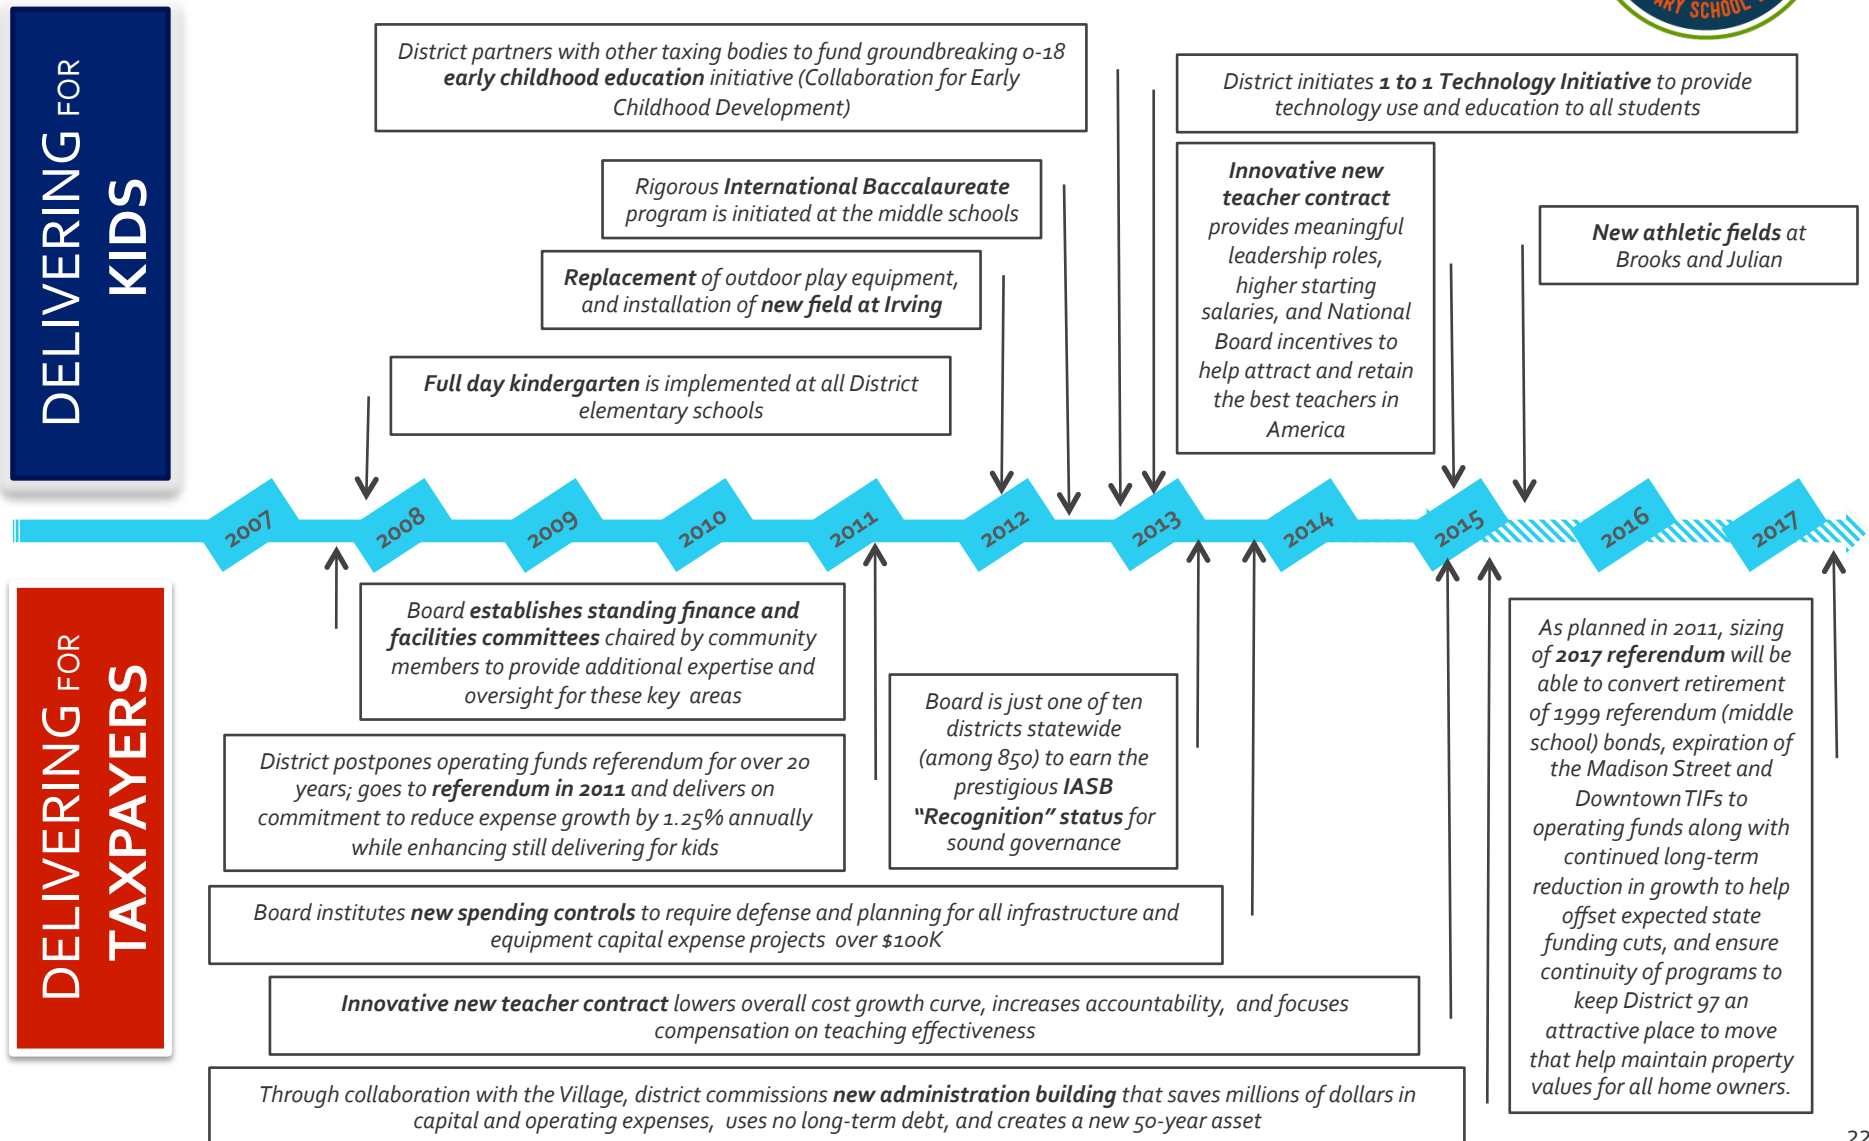 DELIVERING FOR
KIDS
ARY SCHOOL
District partners with other taxing bodies to fund groundbreaking 0-18
early childhood education initiative (Collaboration for Early
Childhood Development)
District initiates 1 to 1 Technology Initiative to provide
technology use and education to all students
Rigorous International Baccalaureate
program is initiated at the middle schools
Innovative new
teacher contract
provides meaningful
leadership roles,
higher starting
salaries, and National
Board incentives to
help attract and retain
the best teachers in
America
New athletic fields at
Brooks and Julian
Replacement of outdoor play equipment,
and installation of new field at Irving
Full day kindergarten is implemented at all District
elementary schools
2007
2008
2009
2010
2011
2012
2013
2014
2015
2016
2017
DELIVERING FOR
TAXPAYERS
Board establishes standing finance and
facilities committees chaired by community
members to provide additional expertise and
oversight for these key areas
District postpones operating funds referendum for over 20
years; goes to referendum in 2011 and delivers on
commitment to reduce expense growth by 1.25% annually
while enhancing still delivering for kids
Board is just one of ten
districts statewide
(among 850) to earn the
prestigious IASB
“Recognition” status for
sound governance
Board institutes new spending controls to require defense and planning for all infrastructure and
equipment capital expense projects over $100K
Innovative new teacher contract lowers overall cost growth curve, increases accountability, and focuses
compensation on teaching effectiveness
Through collaboration with the Village, district commissions new administration building that saves millions of dollars in
capital and operating expenses, uses no long-term debt, and creates a new 50-year asset
As planned in 2011, sizing
of 2017 referendum will be
able to convert retirement
of 1999 referendum (middle
school) bonds, expiration of
the Madison Street and
Downtown TIFs to
operating funds along with
continued long-term
reduction in growth to help
offset expected state
funding cuts, and ensure
continuity of programs to
keep District 97 an
attractive place to move
that help maintain property
values for all home owners.
22